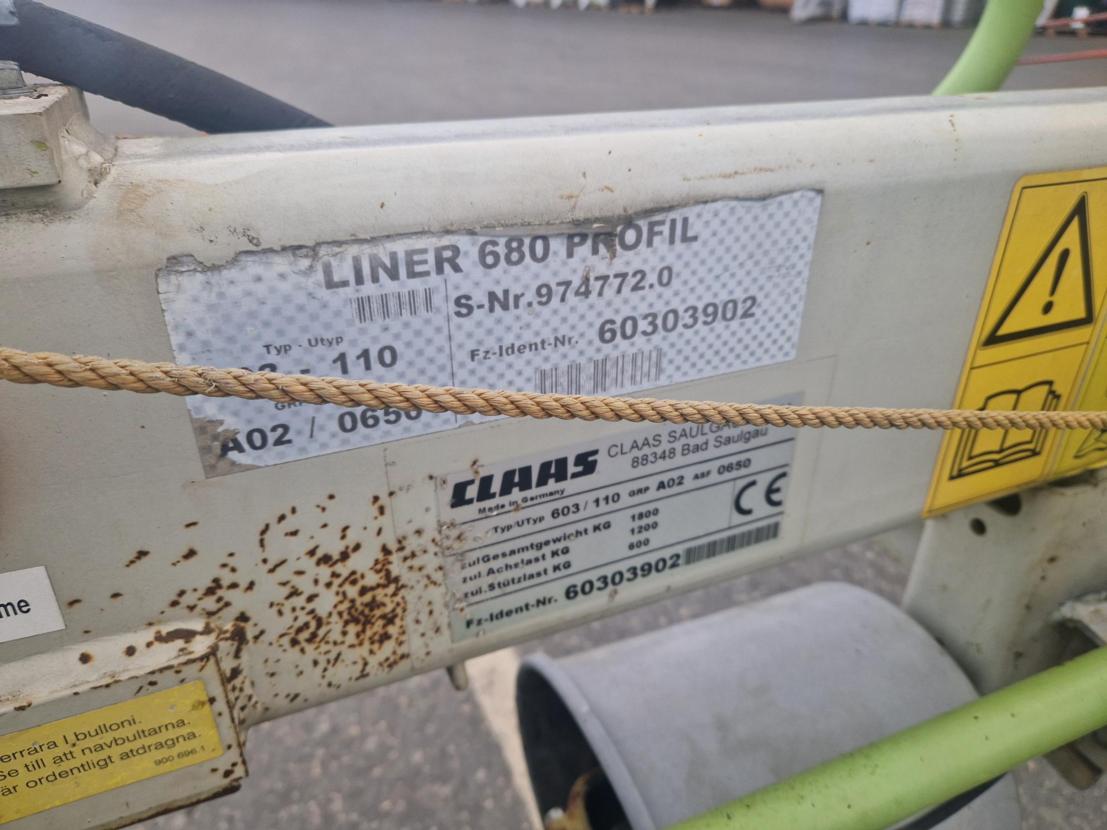 LINER 680 PROFIL
S-Nr.974772.0
Typ - Utyp
- 110
Fz-Ident-Nr. 60303902
A02 / 0650
CLAAS
CLAAS
88348 Bad Saulgau
Made in Germany
Typ/UTyp 603/110 GRP A02 ASF 0650
CE
zulGesamtgewicht KG 1800
zul.Achslast KG 1200
zul.Stützlast KG 600
Fz-Ident-Nr. 60303902
me
errara I bulloni.
Se till att navbultarna.
är ordentligt atdragna.
900 696.1